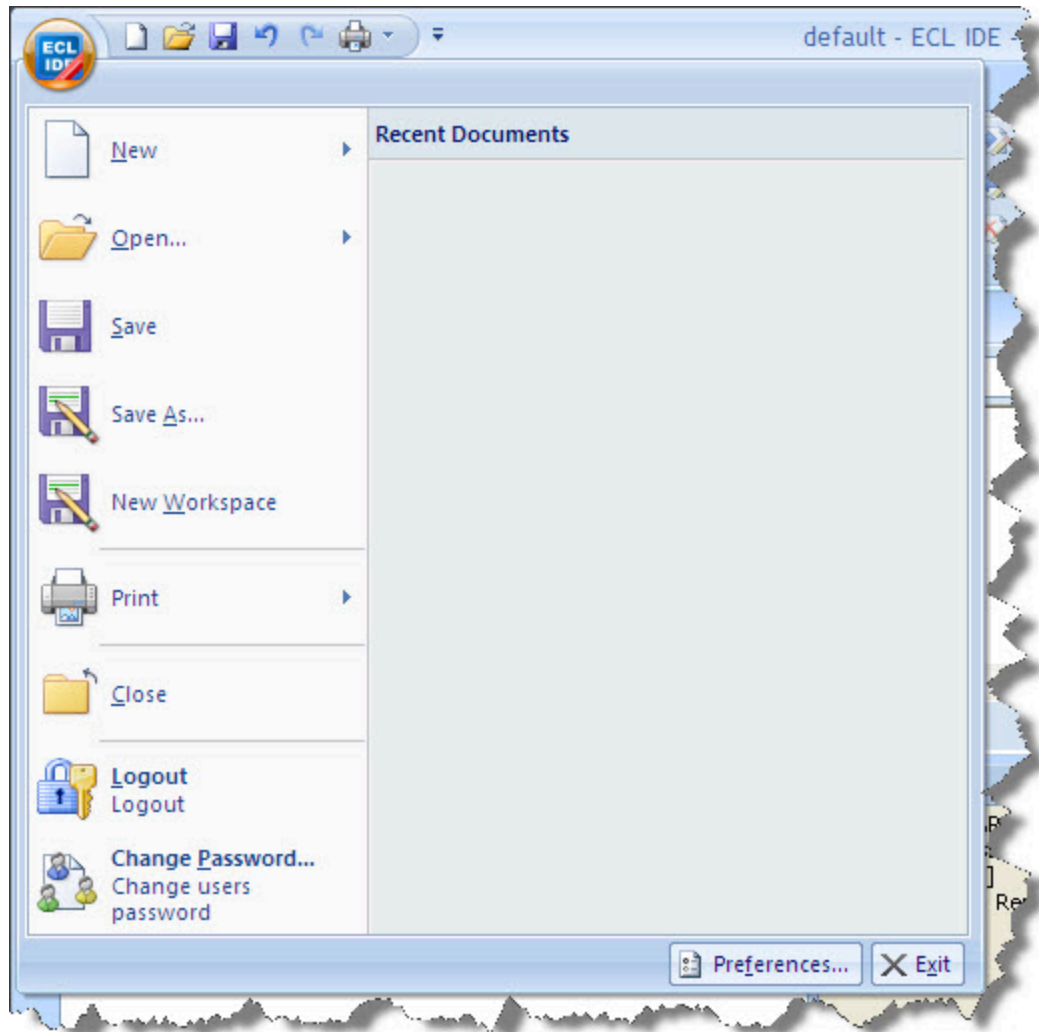 default - ECL IDE -
ECL
IDE
Recent Documents
New
Open...
Save
Save As...
New Workspace
Print
Close
Logout
Logout
Change Password...
Change users
password
Preferences...
Exit